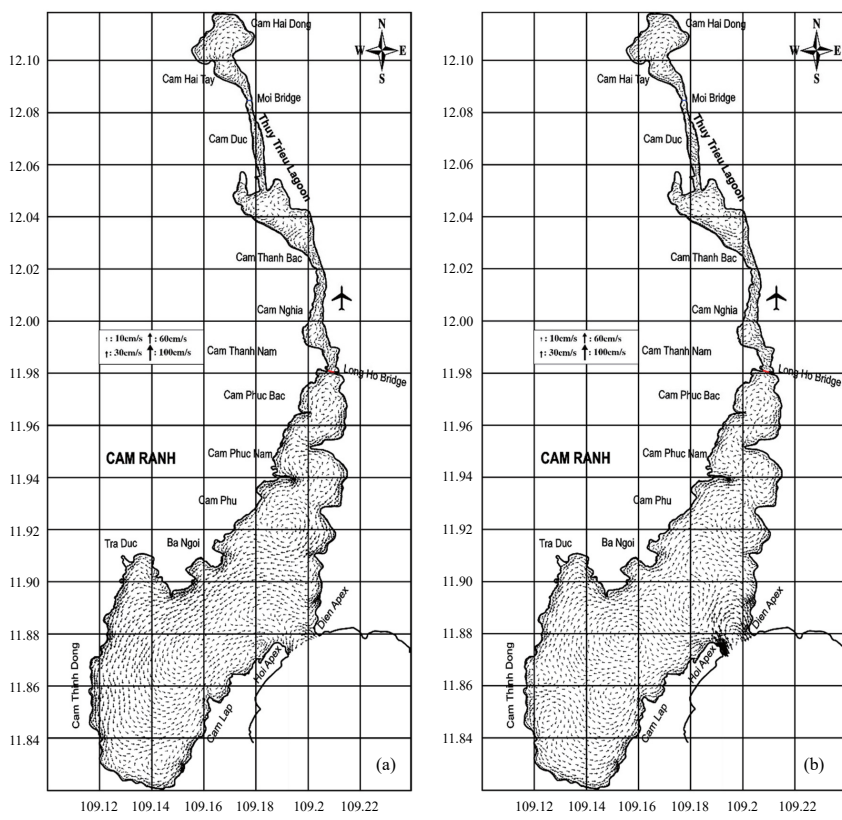 Cam Hai Dong
N
W E
S
12.10
Cam Hai Tay
12.08
Moi Bridge
Cam Duc
Thuy Trieu Lagoon
12.06
12.04
Cam Thanh Bac
12.02
Cam Nghia
12.00
: 10cm/s : 60cm/s
: 30cm/s : 100cm/s
Cam Thanh Nam
11.98
Long Ho Bridge
Cam Phuc Bac
11.96
CAM RANH
Cam Phuc Nam
11.94
Cam Phu
11.92
Tra Duc
Ba Ngoi
11.90
Dien Apex
11.88
Hoi Apex
Cam Thinh Dong
11.86
Cam Lap
11.84
(a)
109.12 109.14 109.16 109.18 109.2 109.22
Cam Hai Dong
N
W E
S
12.10
Cam Hai Tay
12.08
Moi Bridge
Cam Duc
Thuy Trieu Lagoon
12.06
12.04
Cam Thanh Bac
12.02
Cam Nghia
12.00
: 10cm/s : 60cm/s
: 30cm/s : 100cm/s
Cam Thanh Nam
11.98
Long Ho Bridge
Cam Phuc Bac
11.96
CAM RANH
Cam Phuc Nam
11.94
Cam Phu
11.92
Tra Duc
Ba Ngoi
11.90
Dien Apex
11.88
Hoi Apex
Cam Thinh Dong
11.86
Cam Lap
11.84
(b)
109.12 109.14 109.16 109.18 109.2 109.22